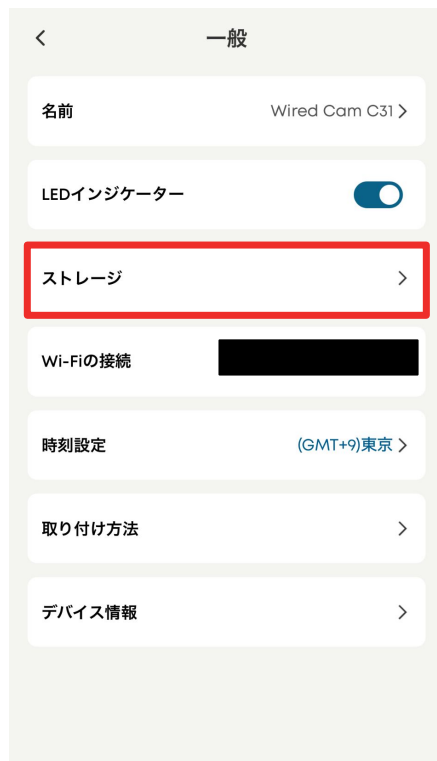 一般
名前 Wired Cam C31
LEDインジケーター
ストレージ
Wi-Fiの接続
時刻設定 (GMT+9)東京
取り付け方法
デバイス情報